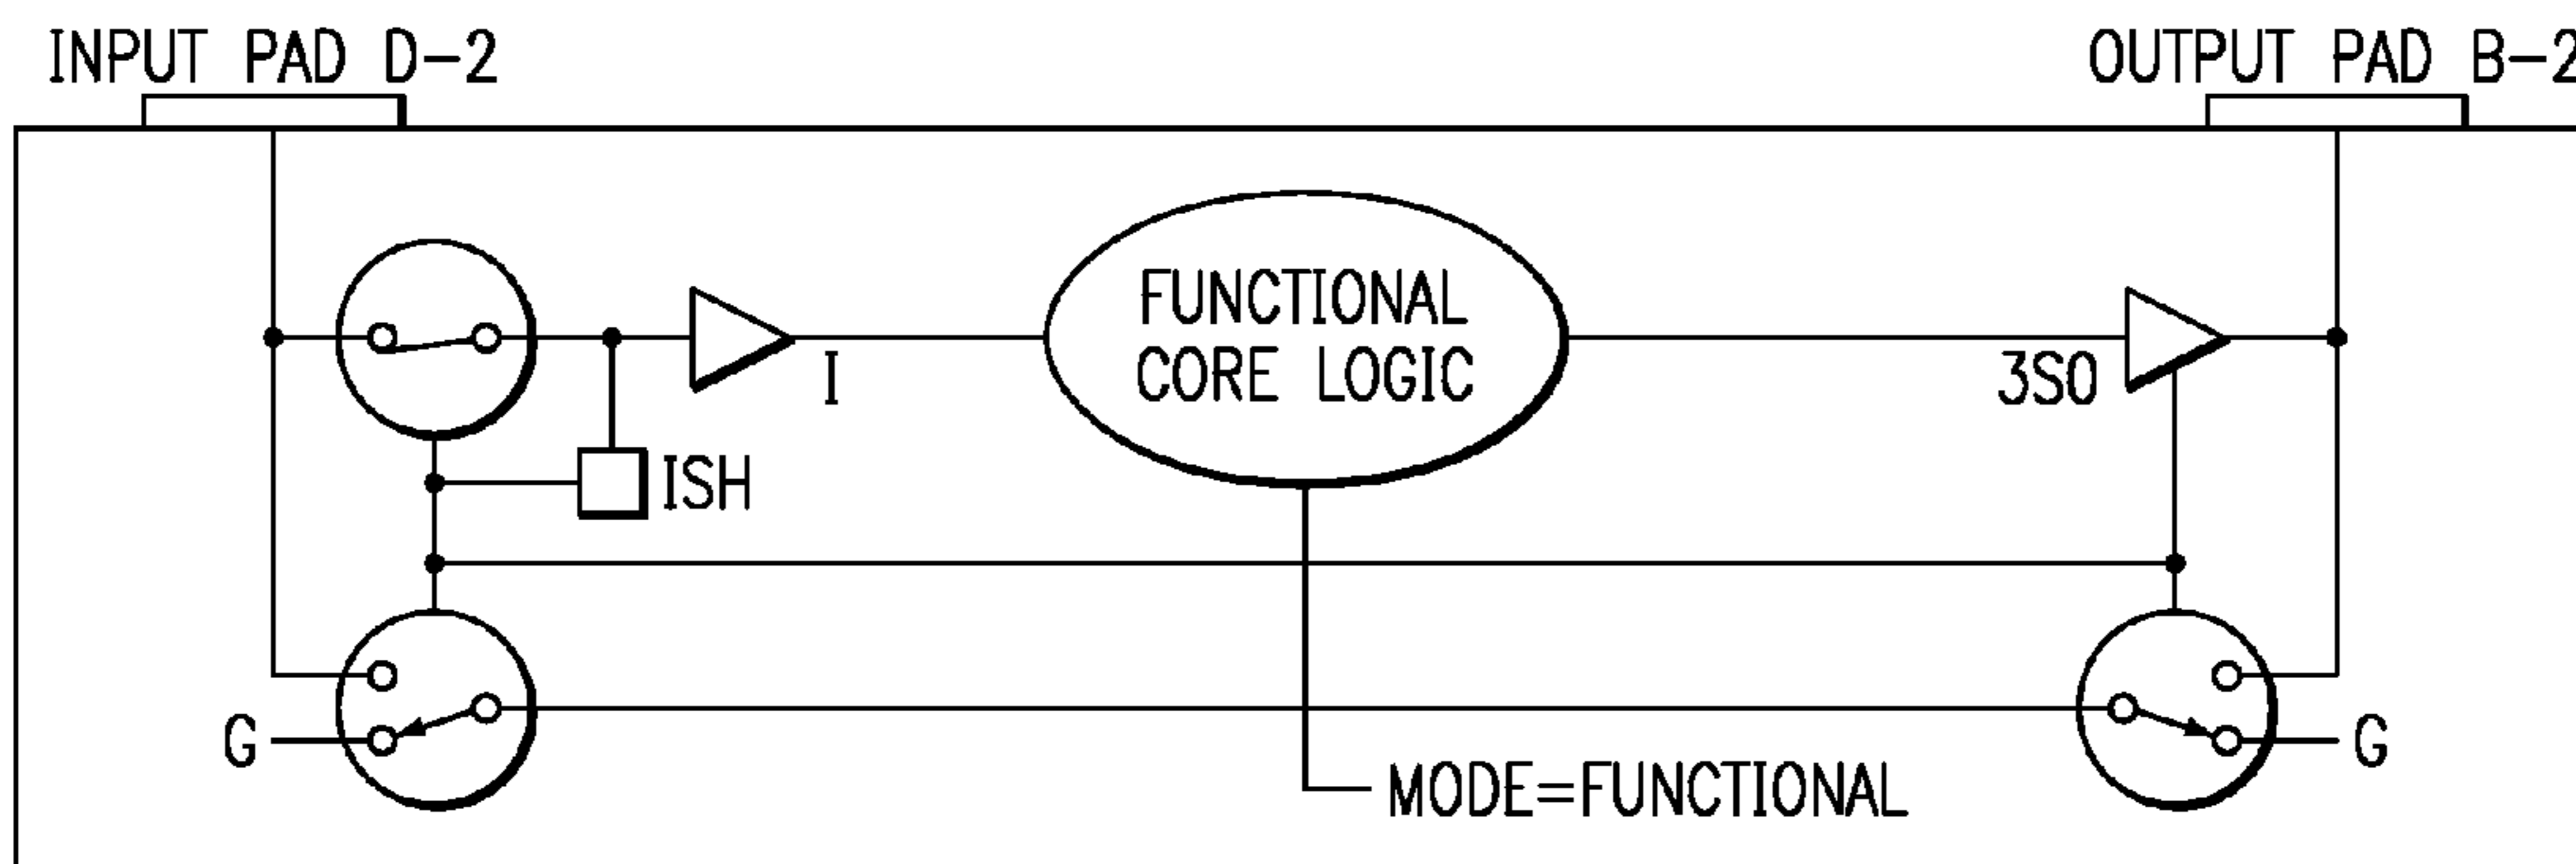 INPUT PAD D-2
OUTPUT PAD B-2
FUNCTIONAL
CORE LOGIC
I
3SO
ISH
G
G
MODE=FUNCTIONAL